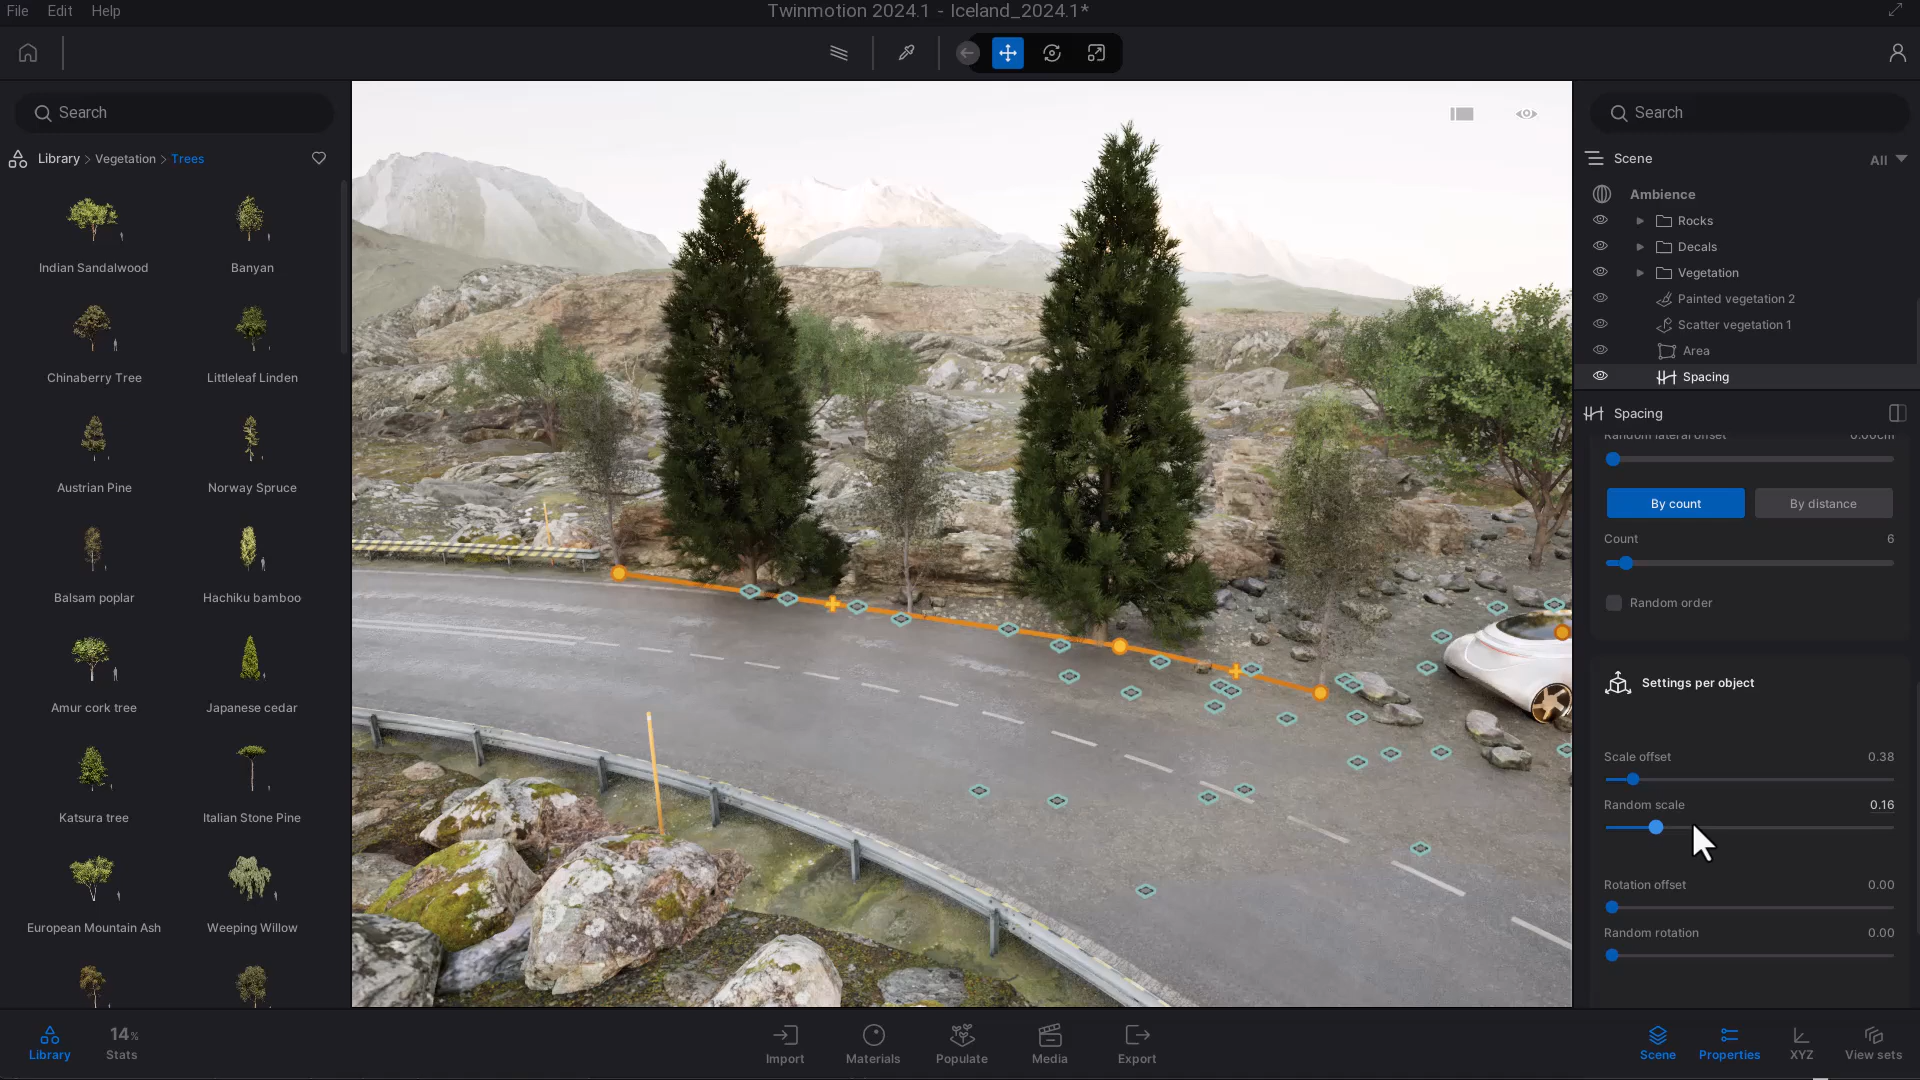 File Edit Help
Twinmotion 2024.1 - Iceland_2024.1*
Search
Library > Vegetation > Trees
Indian Sandalwood
Banyan
Chinaberry Tree
Littleleaf Linden
Austrian Pine
Norway Spruce
Balsam poplar
Hachiku bamboo
Amur cork tree
Japanese cedar
Katsura tree
Italian Stone Pine
European Mountain Ash
Weeping Willow
Search
Scene
All
Ambience
Rocks
Decals
Vegetation
Painted vegetation 2
Scatter vegetation 1
Area
Spacing
Spacing
Random lateral offset 0.00cm
By count
By distance
Count 6
Random order
Settings per object
Scale offset 0.38
Random scale 0.16
Rotation offset 0.00
Random rotation 0.00
Library
14%
Stats
Import
Materials
Populate
Media
Export
Scene
Properties
XYZ
View sets